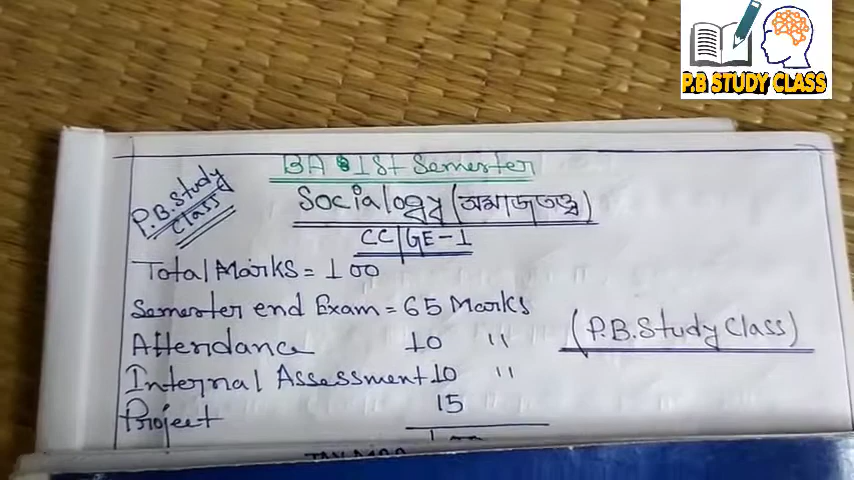 P.B STUDY CLASS
BA 1st Semester
P.B.Study
Class
Socialogy (সমাজতত্ত্ব)
CC/GE-1
Total Marks = 100
Semester end Exam = 65 Marks
Attendance 10 "
(P.B.Study Class)
Internal Assessment 10 "
Project 15